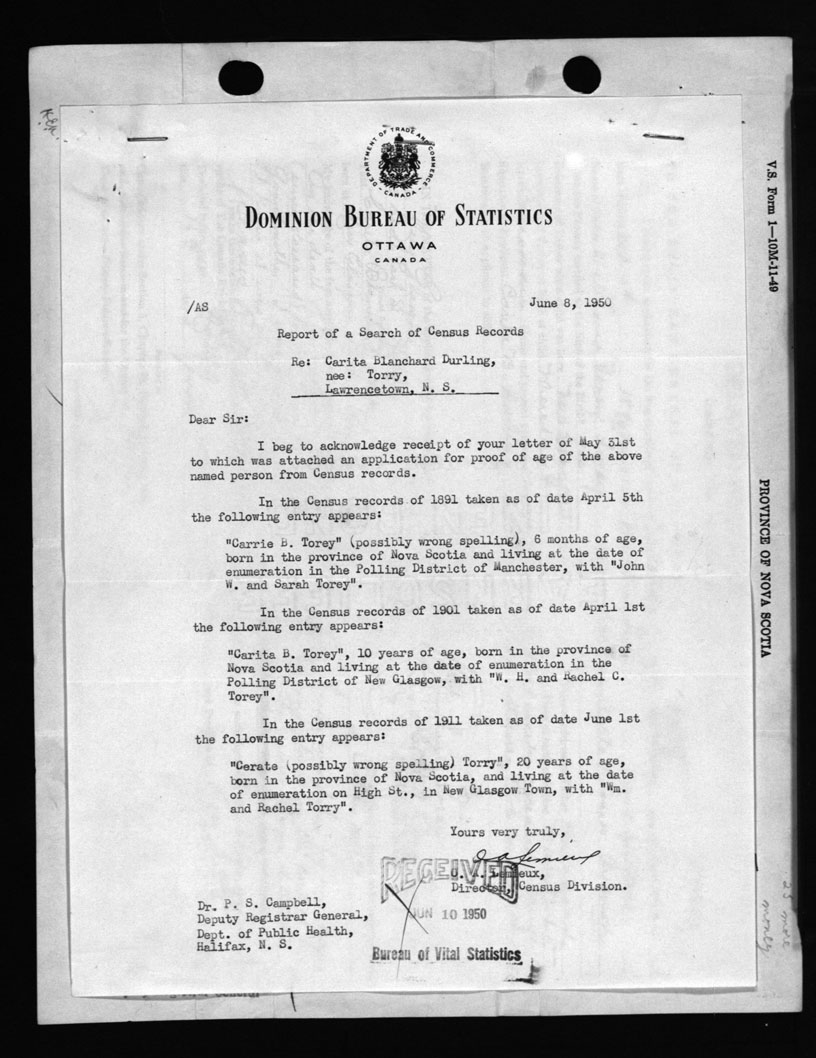 DEPARTMENT OF TRADE AND COMMERCE
CANADA
DOMINION BUREAU OF STATISTICS
OTTAWA
CANADA
/AS
June 8, 1950
Report of a Search of Census Records
Re: Carita Blanchard Durling,
nee: Torry,
Lawrencetown, N. S.
Dear Sir:
I beg to acknowledge receipt of your letter of May 31st
to which was attached an application for proof of age of the above
named person from Census records.
In the Census records of 1891 taken as of date April 5th
the following entry appears:
"Carrie B. Torey" (possibly wrong spelling), 6 months of age,
born in the province of Nova Scotia and living at the date of
enumeration in the Polling District of Manchester, with "John
W. and Sarah Torey".
In the Census records of 1901 taken as of date April 1st
the following entry appears:
"Carita B. Torey", 10 years of age, born in the province of
Nova Scotia and living at the date of enumeration in the
Polling District of New Glasgow, with "W. H. and Rachel C.
Torey".
In the Census records of 1911 taken as of date June 1st
the following entry appears:
"Cerate (possibly wrong spelling) Torry", 20 years of age,
born in the province of Nova Scotia, and living at the date
of enumeration on High St., in New Glasgow Town, with "Wm.
and Rachel Torry".
Yours very truly,
O. A. Lemieux
O. A. Lemieux,
Director, Census Division.
RECEIVED
JUN 10 1950
Bureau of Vital Statistics
Dr. P. S. Campbell,
Deputy Registrar General,
Dept. of Public Health,
Halifax, N. S.
V.S. Form 1—10M-11-49
PROVINCE OF NOVA SCOTIA